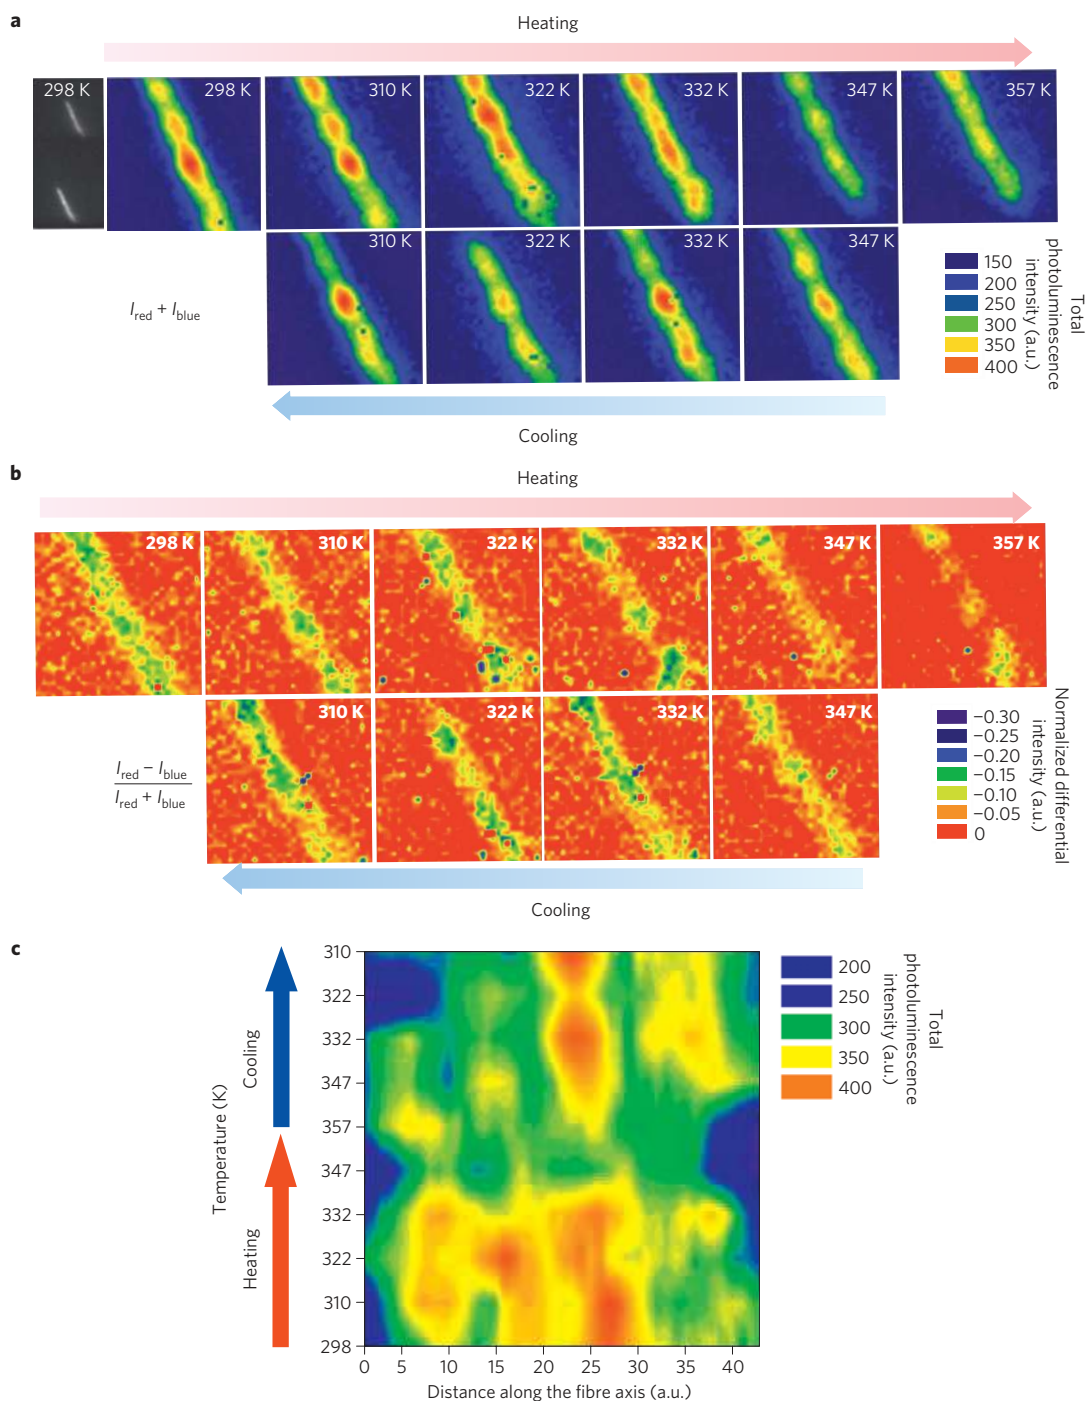 a
Heating
298 K
298 K
310 K
322 K
332 K
347 K
357 K
310 K
322 K
332 K
347 K
Ired + Iblue
150
200
250
300
350
400
Total
photoluminescence
intensity (a.u.)
Cooling
b
Heating
298 K
310 K
322 K
332 K
347 K
357 K
310 K
322 K
332 K
347 K
Ired − Iblue
Ired + Iblue
−0.30
−0.25
−0.20
−0.15
−0.10
−0.05
0
Normalized differential
intensity (a.u.)
Cooling
c
Cooling
Heating
Temperature (K)
310
322
332
347
357
347
332
322
310
298
0 5 10 15 20 25 30 35 40
Distance along the fibre axis (a.u.)
200
250
300
350
400
Total
photoluminescence
intensity (a.u.)